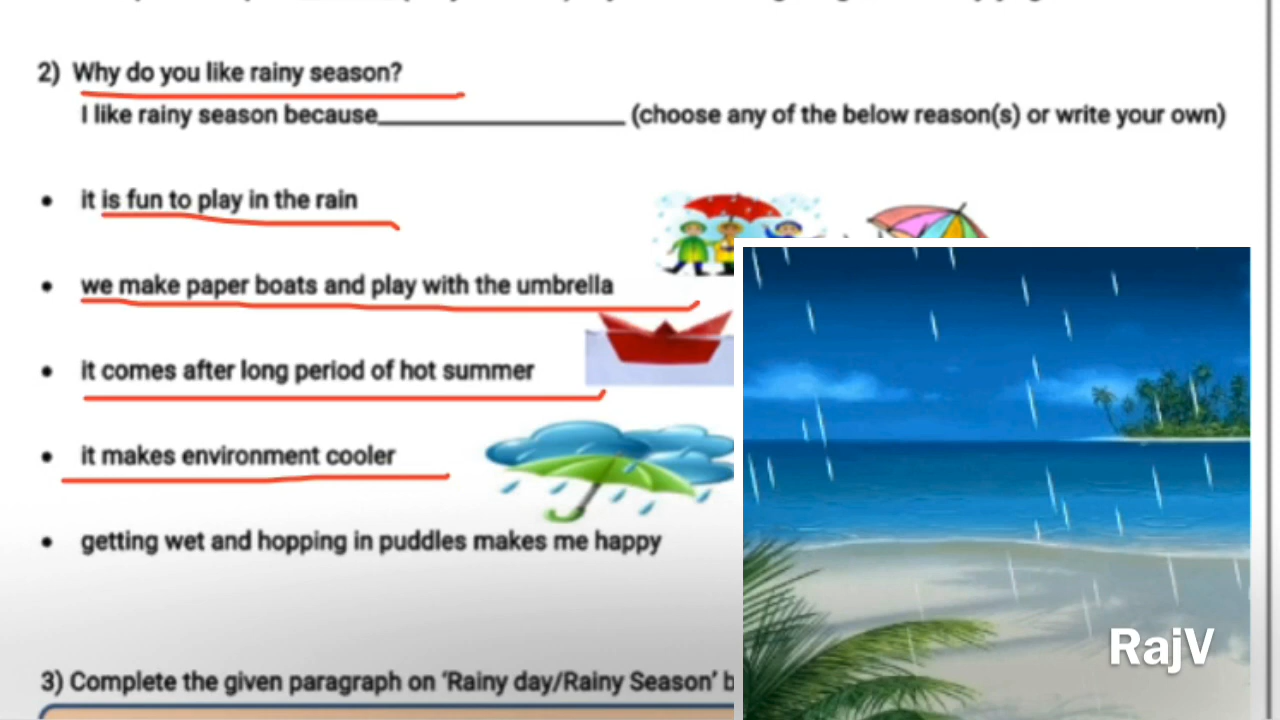 2) Why do you like rainy season?
I like rainy season because____________ (choose any of the below reason(s) or write your own)
• it is fun to play in the rain
• we make paper boats and play with the umbrella
• it comes after long period of hot summer
• it makes environment cooler
• getting wet and hopping in puddles makes me happy
3) Complete the given paragraph on ‘Rainy day/Rainy Season’ b
RajV